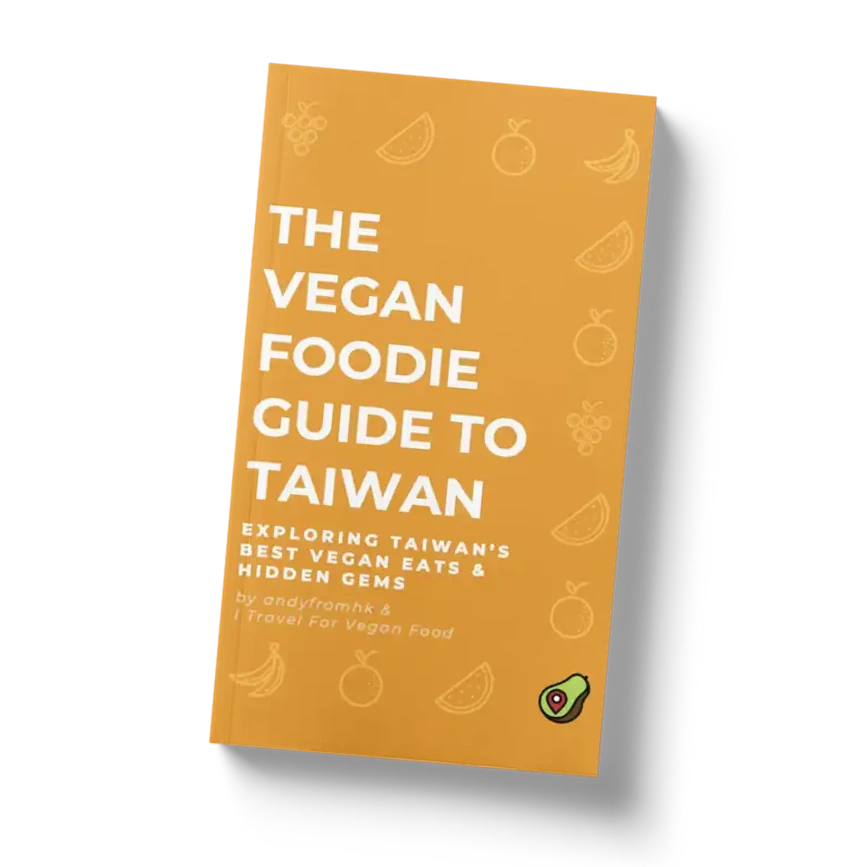 THE
VEGAN
FOODIE
GUIDE TO
TAIWAN
EXPLORING TAIWAN'S
BEST VEGAN EATS &
HIDDEN GEMS
by andyfromhk &
I Travel For Vegan Food